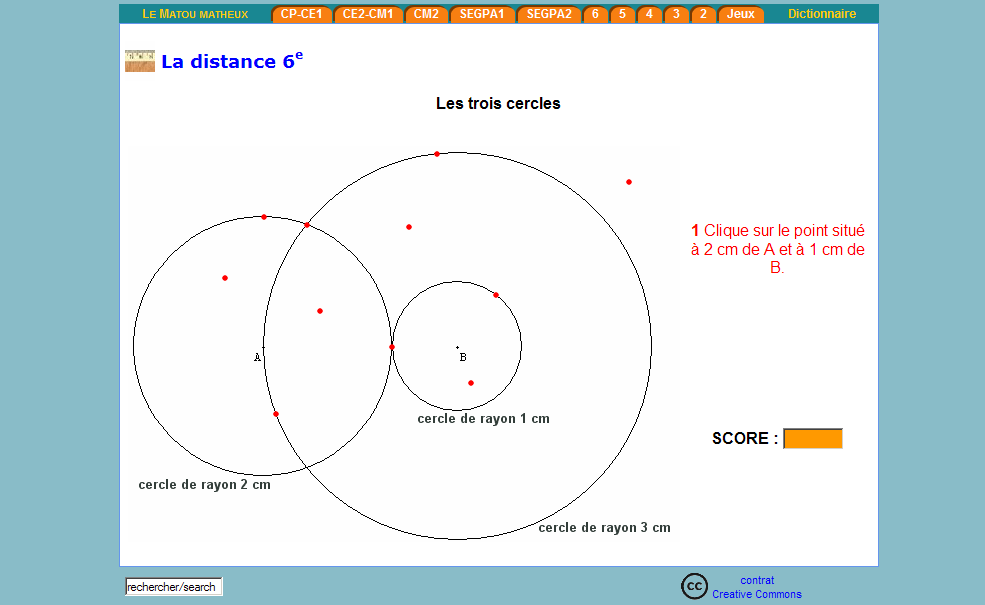 LE MATOU MATHEUX CP-CE1 CE2-CM1 CM2 SEGPA1 SEGPA2 6 5 4 3 2 Jeux Dictionnaire
La distance 6e
Les trois cercles
1 Clique sur le point situé
à 2 cm de A et à 1 cm de
B.
A
B
cercle de rayon 1 cm
SCORE :
cercle de rayon 2 cm
cercle de rayon 3 cm
rechercher/search
cc
contrat
Creative Commons